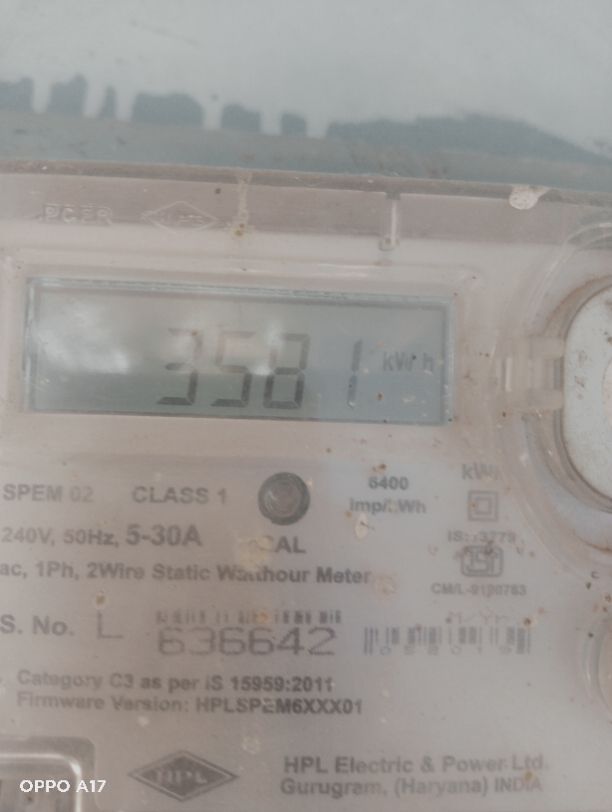 3581 kWh
SPEM 02 CLASS 1
6400
imp/kWh
240V, 50Hz, 5-30A
CAL
ac, 1Ph, 2Wire Static Watthour Meter
CM/L-9120783
S. No. L 636642
Category C3 as per IS 15959:2011
Firmware Version: HPLSPEM6XXX01
HPL
HPL Electric & Power Ltd.
Gurugram, (Haryana) INDIA
OPPO A17